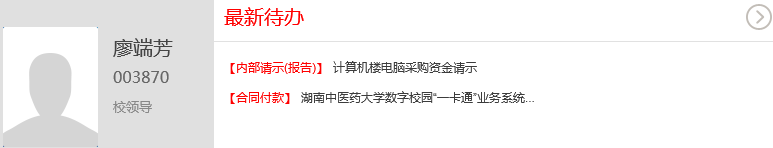 廖端芳
003870
校领导
最新待办
【内部请示(报告)】 计算机楼电脑采购资金请示
【合同付款】 湖南中医药大学数字校园“一卡通”业务系统...